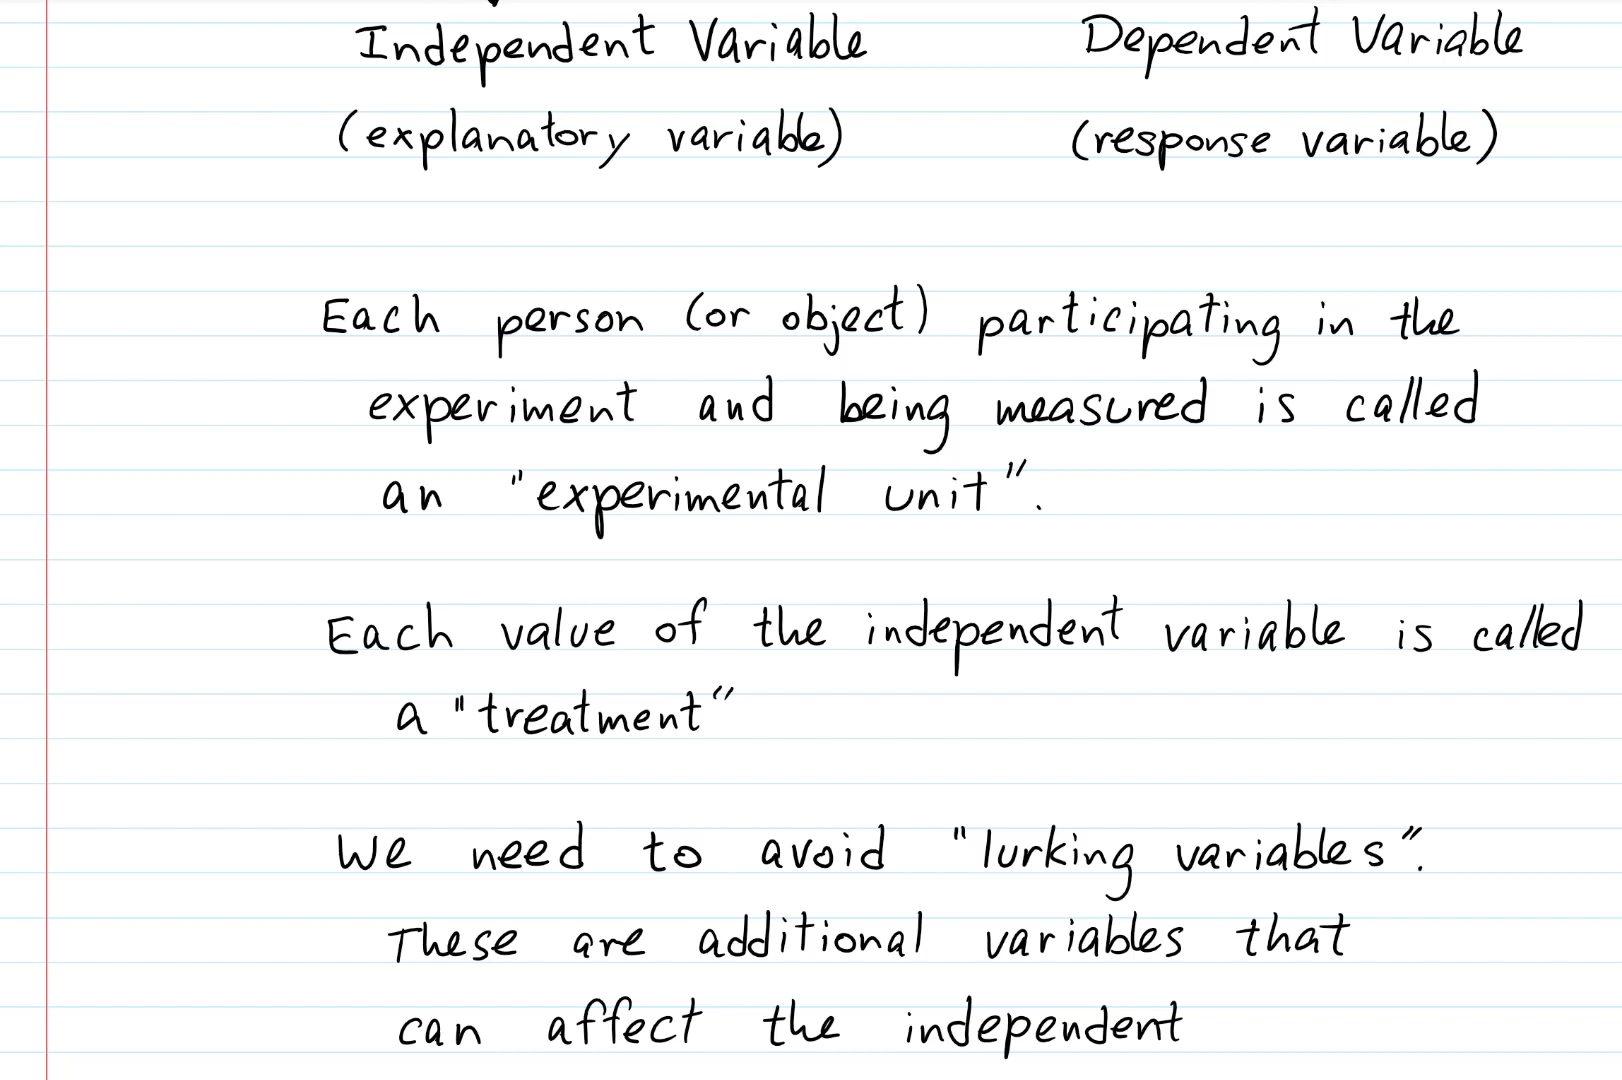 Independent Variable Dependent Variable
(explanatory variable) (response variable)
Each person (or object) participating in the
experiment and being measured is called
an "experimental unit".
Each value of the independent variable is called
a "treatment"
We need to avoid "lurking variables".
These are additional variables that
can affect the independent